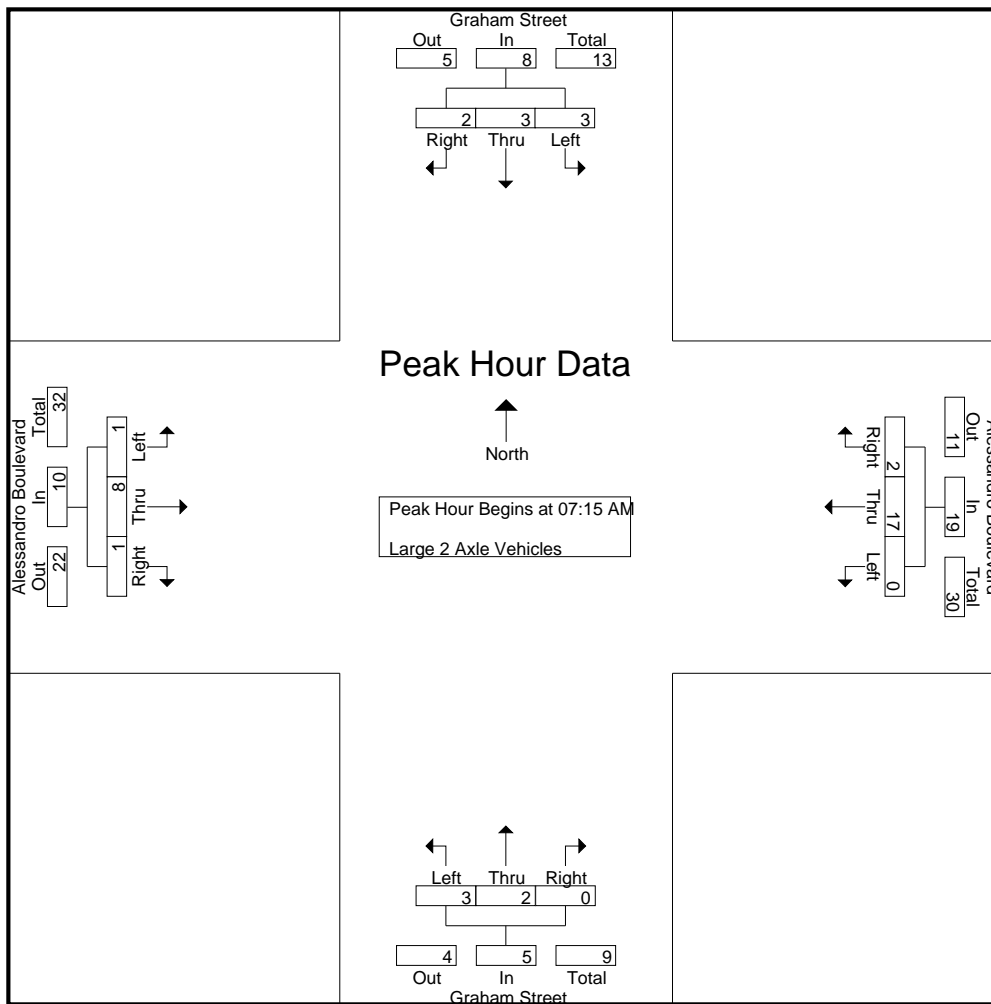 Graham Street
Out In Total
5 8 13
2 3 3
Right Thru Left
Peak Hour Data
North
Peak Hour Begins at 07:15 AM
Large 2 Axle Vehicles
Alessandro Boulevard
Total In Out
32 10 22
1 8 1
Left Thru Right
Alessandro Boulevard
Out In Total
11 19 30
2 17 0
Right Thru Left
Left Thru Right
3 2 0
4 5 9
Out In Total
Graham Street